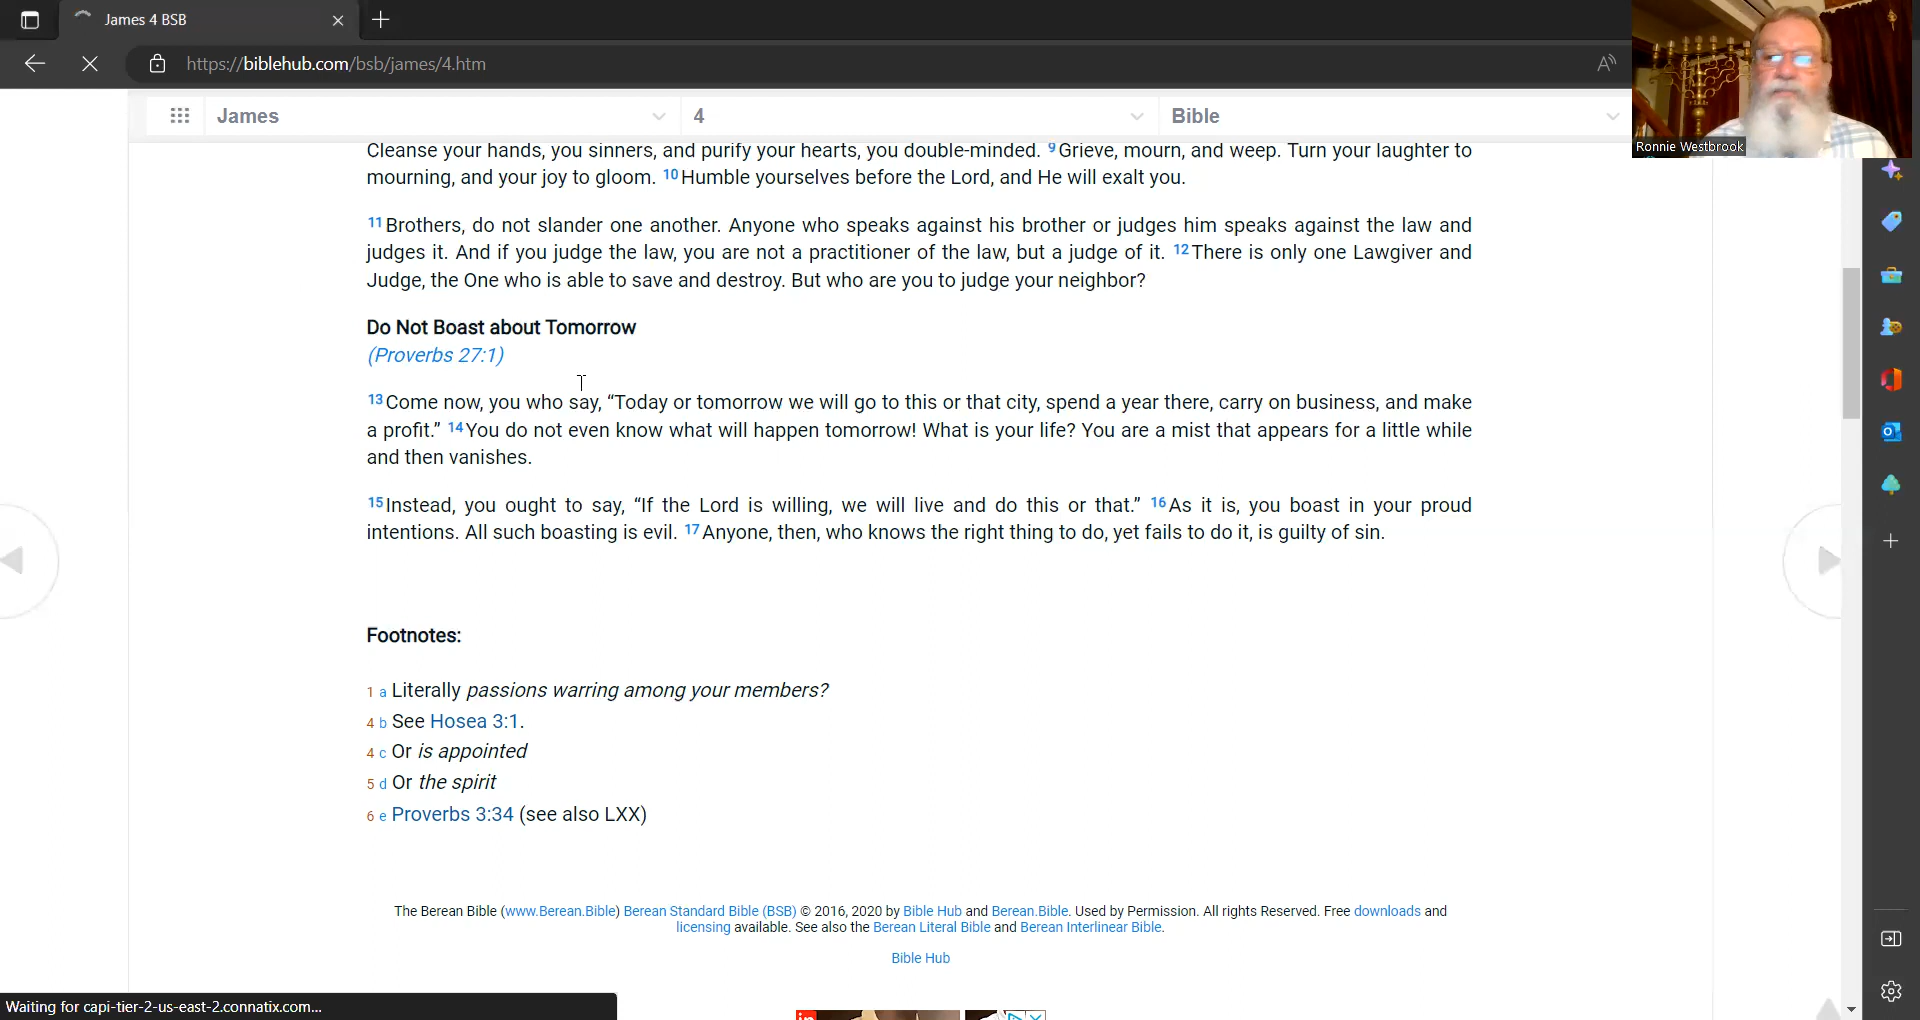 James 4 BSB
https://biblehub.com/bsb/james/4.htm
James 4 Bible
Ronnie Westbrook
Cleanse your hands, you sinners, and purify your hearts, you double-minded. 9 Grieve, mourn, and weep. Turn your laughter to
mourning, and your joy to gloom. 10 Humble yourselves before the Lord, and He will exalt you.
11 Brothers, do not slander one another. Anyone who speaks against his brother or judges him speaks against the law and
judges it. And if you judge the law, you are not a practitioner of the law, but a judge of it. 12 There is only one Lawgiver and
Judge, the One who is able to save and destroy. But who are you to judge your neighbor?
Do Not Boast about Tomorrow
(Proverbs 27:1)
13 Come now, you who say, “Today or tomorrow we will go to this or that city, spend a year there, carry on business, and make
a profit.” 14 You do not even know what will happen tomorrow! What is your life? You are a mist that appears for a little while
and then vanishes.
15 Instead, you ought to say, “If the Lord is willing, we will live and do this or that.” 16 As it is, you boast in your proud
intentions. All such boasting is evil. 17 Anyone, then, who knows the right thing to do, yet fails to do it, is guilty of sin.
Footnotes:
1 a Literally passions warring among your members?
4 b See Hosea 3:1.
4 c Or is appointed
5 d Or the spirit
6 e Proverbs 3:34 (see also LXX)
The Berean Bible (www.Berean.Bible) Berean Standard Bible (BSB) © 2016, 2020 by Bible Hub and Berean.Bible. Used by Permission. All rights Reserved. Free downloads and
licensing available. See also the Berean Literal Bible and Berean Interlinear Bible.
Bible Hub
Waiting for capi-tier-2-us-east-2.connatix.com...